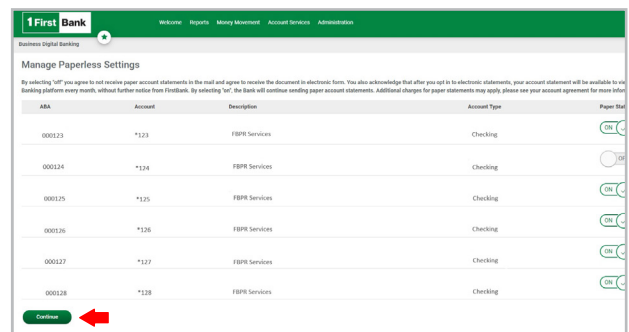 1 First Bank
Welcome Reports Money Movement Account Services Administration
Business Digital Banking
Manage Paperless Settings
By selecting "off" you agree to not receive paper account statements in the mail and agree to receive the document in electronic form. You also acknowledge that after you opt in to electronic statements, your account statement will be available to vie
Banking platform every month, without further notice from FirstBank. By selecting "on", the Bank will continue sending paper account statements. Additional charges for paper statements may apply, please see your account agreement for more infor
ABA Account Description Account Type Paper Stat
000123 *123 FBPR Services Checking ON
000124 *124 FBPR Services Checking OF
000125 *125 FBPR Services Checking ON
000126 *126 FBPR Services Checking ON
000127 *127 FBPR Services Checking ON
000128 *128 FBPR Services Checking ON
Continue